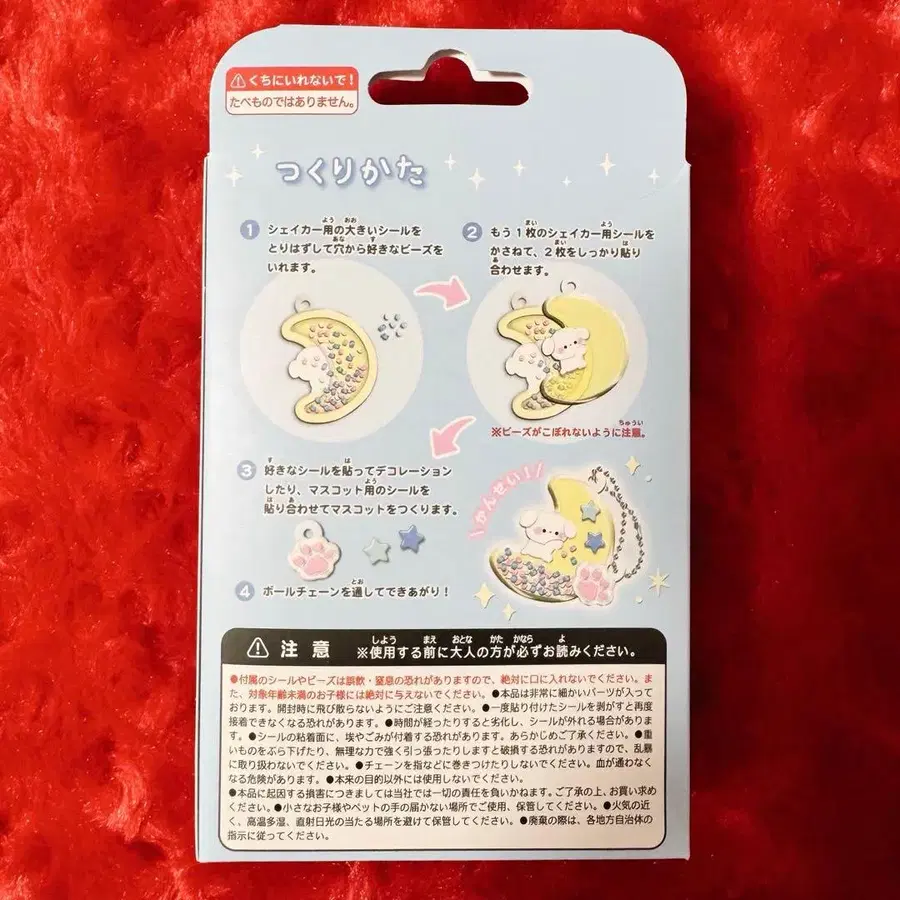 くちにいれないで!
たべものではありません。
つくりかた
1 シェイカー用の大きいシールを
とりはずして穴から好きなビーズを
いれます。
2 もう1枚のシェイカー用シールを
かさねて、2枚をしっかり貼り
合わせます。
※ビーズがこぼれないように注意。
3 好きなシールを貼ってデコレーション
したり、マスコット用のシールを
貼り合わせてマスコットをつくります。
\かんせい!/
4 ボールチェーンを通してできあがり!
注意 ※使用する前に大人の方が必ずお読みください。
●付属のシールやビーズは誤飲・窒息の恐れがありますので、絶対に口に入れないでください。ま
た、対象年齢未満のお子様には絶対に与えないでください。●本品は非常に細かいパーツが入って
おります。開封時に飛び散らないようにご注意ください。●一度貼り付けたシールを剥がすと再度
接着できなくなる恐れがあります。●時間が経ったりすると劣化し、シールが外れる場合がありま
す。●シールの粘着面に、埃やごみが付着する恐れがあります。あらかじめご了承ください。●重
いものをぶら下げたり、無理な力で強く引っ張ったりしますと破損する恐れがありますので、乱暴
に取り扱わないでください。●チェーンを指などに巻きつけたりしないでください。血が通わなく
なる危険があります。●本来の目的以外には使用しないでください。
●本品に起因する損害につきましては当社では一切の責任を負いかねます。ご了承の上、お買い求め
ください。●小さなお子様やペットの手の届かない場所でご使用、保管してください。●火気の近
く、高温多湿、直射日光の当たる場所を避けて保管してください。●廃棄の際は、各地方自治体の
指示に従ってください。